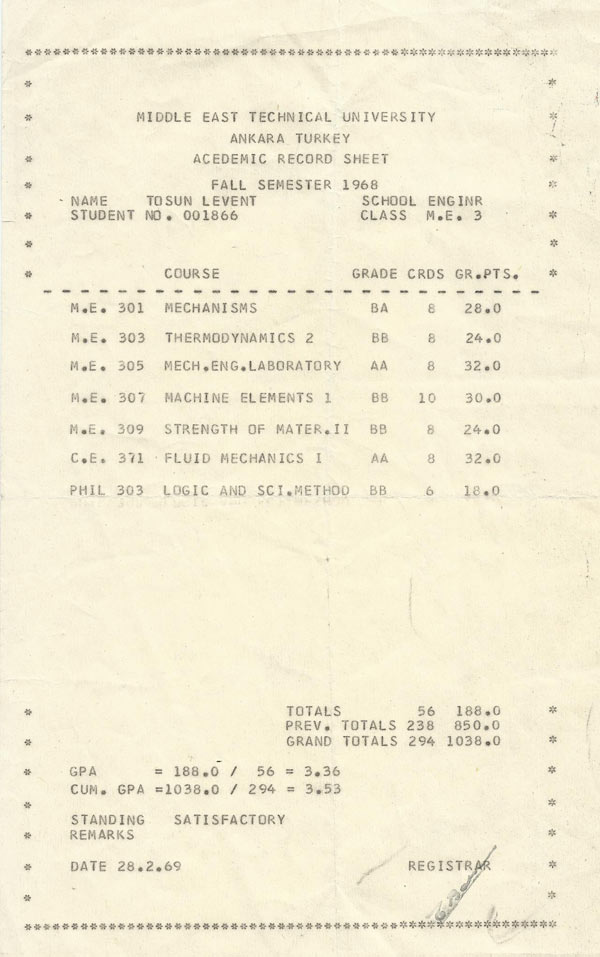 MIDDLE EAST TECHNICAL UNIVERSITY
ANKARA TURKEY
ACEDEMIC RECORD SHEET
FALL SEMESTER 1968
NAME TOSUN LEVENT SCHOOL ENGINR
STUDENT NO. 001866 CLASS M.E. 3
COURSE GRADE CRDS GR.PTS.
M.E. 301 MECHANISMS BA 8 28.0
M.E. 303 THERMODYNAMICS 2 BB 8 24.0
M.E. 305 MECH.ENG.LABORATORY AA 8 32.0
M.E. 307 MACHINE ELEMENTS 1 BB 10 30.0
M.E. 309 STRENGTH OF MATER.II BB 8 24.0
C.E. 371 FLUID MECHANICS I AA 8 32.0
PHIL 303 LOGIC AND SCI.METHOD BB 6 18.0
TOTALS 56 188.0
PREV. TOTALS 238 850.0
GRAND TOTALS 294 1038.0
GPA = 188.0 / 56 = 3.36
CUM. GPA =1038.0 / 294 = 3.53
STANDING SATISFACTORY
REMARKS
DATE 28.2.69 REGISTRAR